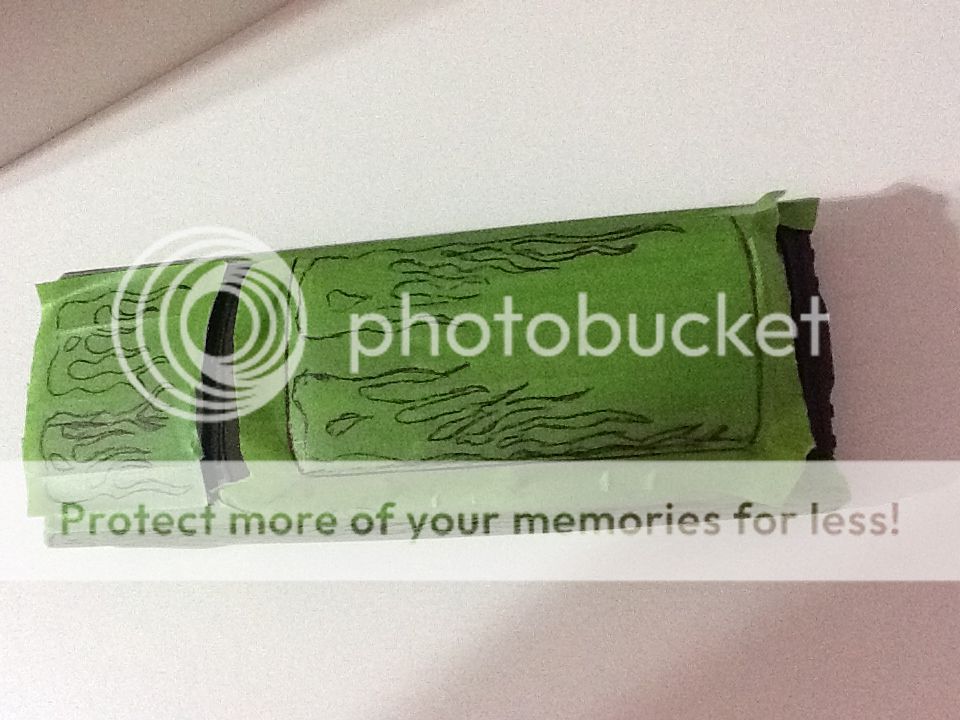 photobucket
Protect more of your memories for less!